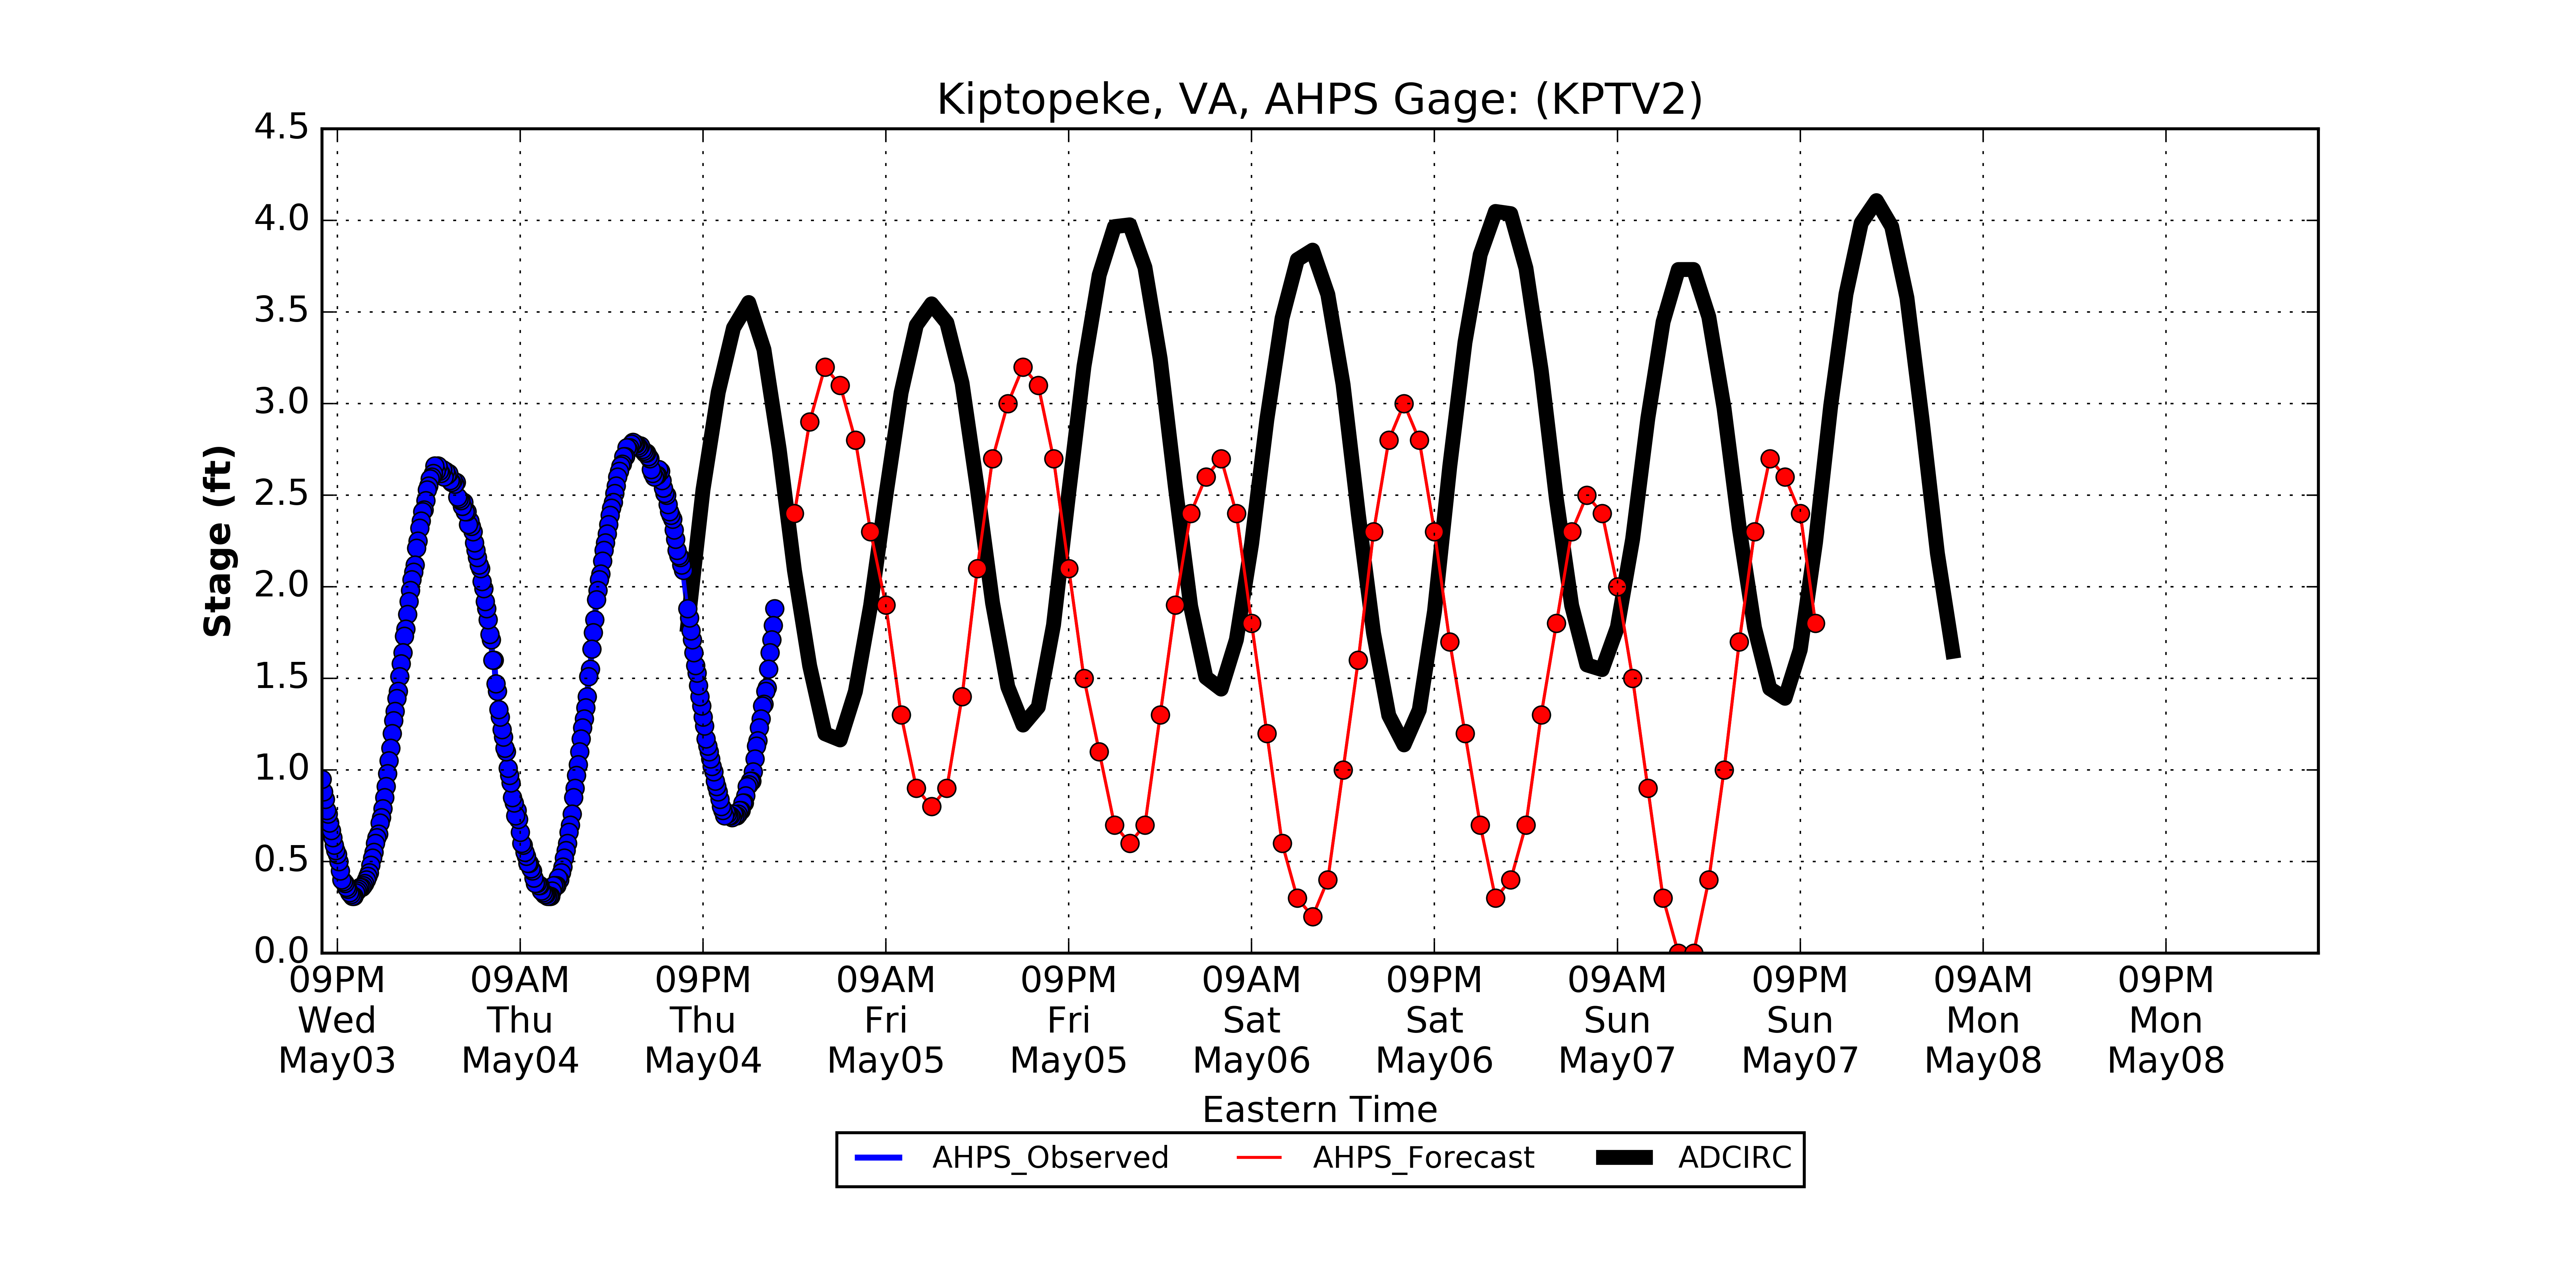 Kiptopeke, VA, AHPS Gage: (KPTV2)
Stage (ft)
4.5
4.0
3.5
3.0
2.5
2.0
1.5
1.0
0.5
0.0
09PM 09AM 09PM 09AM 09PM 09AM 09PM 09AM 09PM 09AM 09PM
Wed Thu Thu Fri Fri Sat Sat Sun Sun Mon Mon
May03 May04 May04 May05 May05 May06 May06 May07 May07 May08 May08
Eastern Time
AHPS_Observed AHPS_Forecast ADCIRC